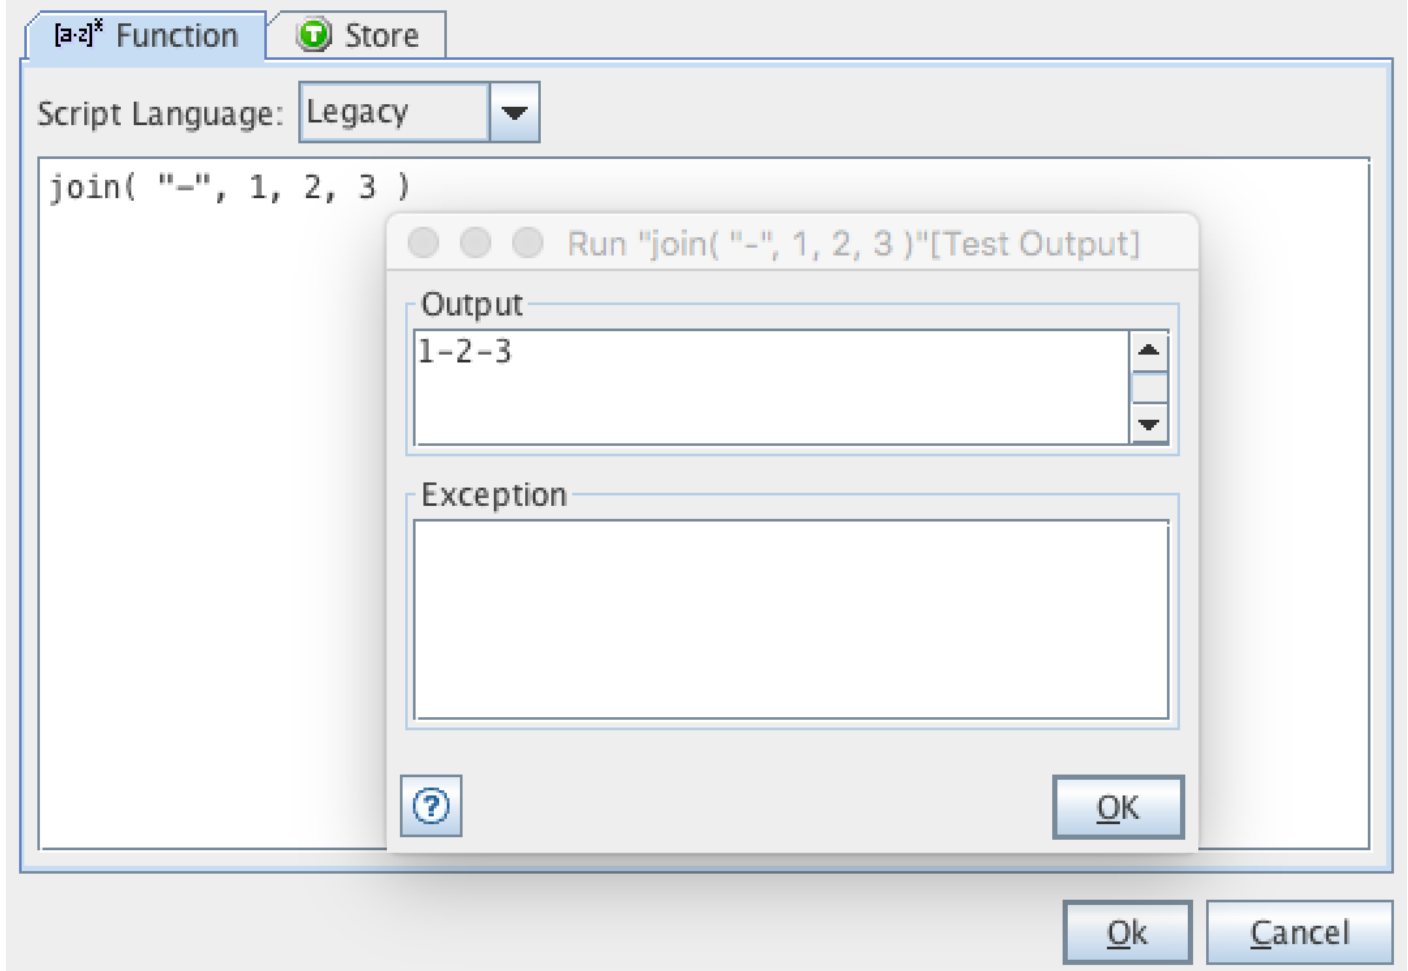 [a-z]* Function
Store
Script Language: Legacy
join( "-", 1, 2, 3 )
Run "join( "-", 1, 2, 3 )"[Test Output]
Output
1-2-3
Exception
?
OK
Ok
Cancel